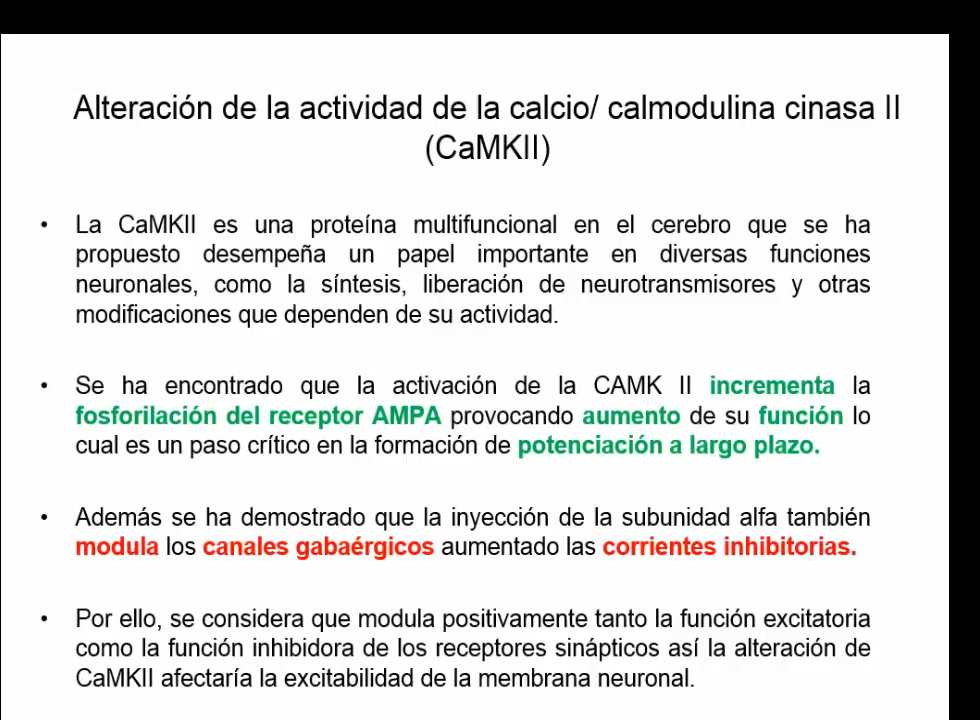 Alteración de la actividad de la calcio/ calmodulina cinasa II
(CaMKII)
• La CaMKII es una proteína multifuncional en el cerebro que se ha
propuesto desempeña un papel importante en diversas funciones
neuronales, como la síntesis, liberación de neurotransmisores y otras
modificaciones que dependen de su actividad.
• Se ha encontrado que la activación de la CAMK II incrementa la
fosforilación del receptor AMPA provocando aumento de su función lo
cual es un paso crítico en la formación de potenciación a largo plazo.
• Además se ha demostrado que la inyección de la subunidad alfa también
modula los canales gabaérgicos aumentado las corrientes inhibitorias.
• Por ello, se considera que modula positivamente tanto la función excitatoria
como la función inhibidora de los receptores sinápticos así la alteración de
CaMKII afectaría la excitabilidad de la membrana neuronal.